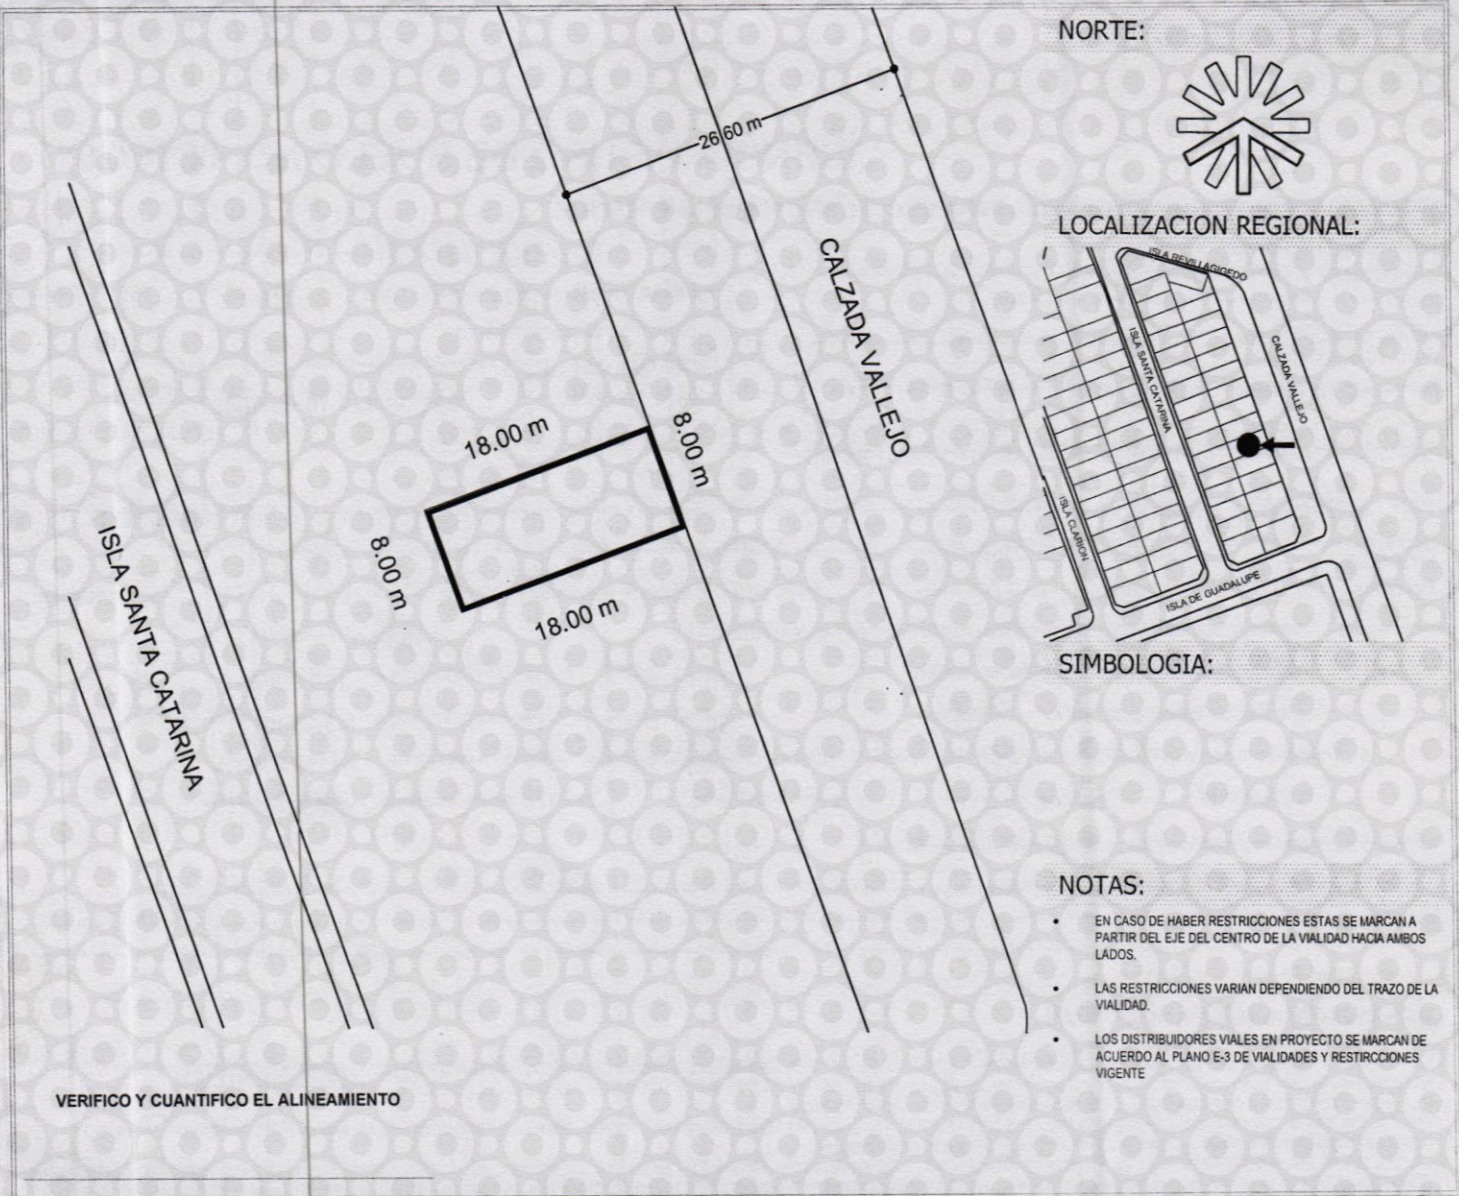 NORTE:
26.60 m
CALZADA VALLEJO
18.00 m
8.00 m
8.00 m
18.00 m
ISLA SANTA CATARINA
LOCALIZACION REGIONAL:
ISLA REVILLAGIGEDO
ISLA SANTA CATARINA
CALZADA VALLEJO
ISLA CLARION
ISLA DE GUADALUPE
SIMBOLOGIA:
NOTAS:
• EN CASO DE HABER RESTRICCIONES ESTAS SE MARCAN A
PARTIR DEL EJE DEL CENTRO DE LA VIALIDAD HACIA AMBOS
LADOS.
• LAS RESTRICCIONES VARIAN DEPENDIENDO DEL TRAZO DE LA
VIALIDAD.
• LOS DISTRIBUIDORES VIALES EN PROYECTO SE MARCAN DE
ACUERDO AL PLANO E-3 DE VIALIDADES Y RESTIRCCIONES
VIGENTE
VERIFICO Y CUANTIFICO EL ALINEAMIENTO